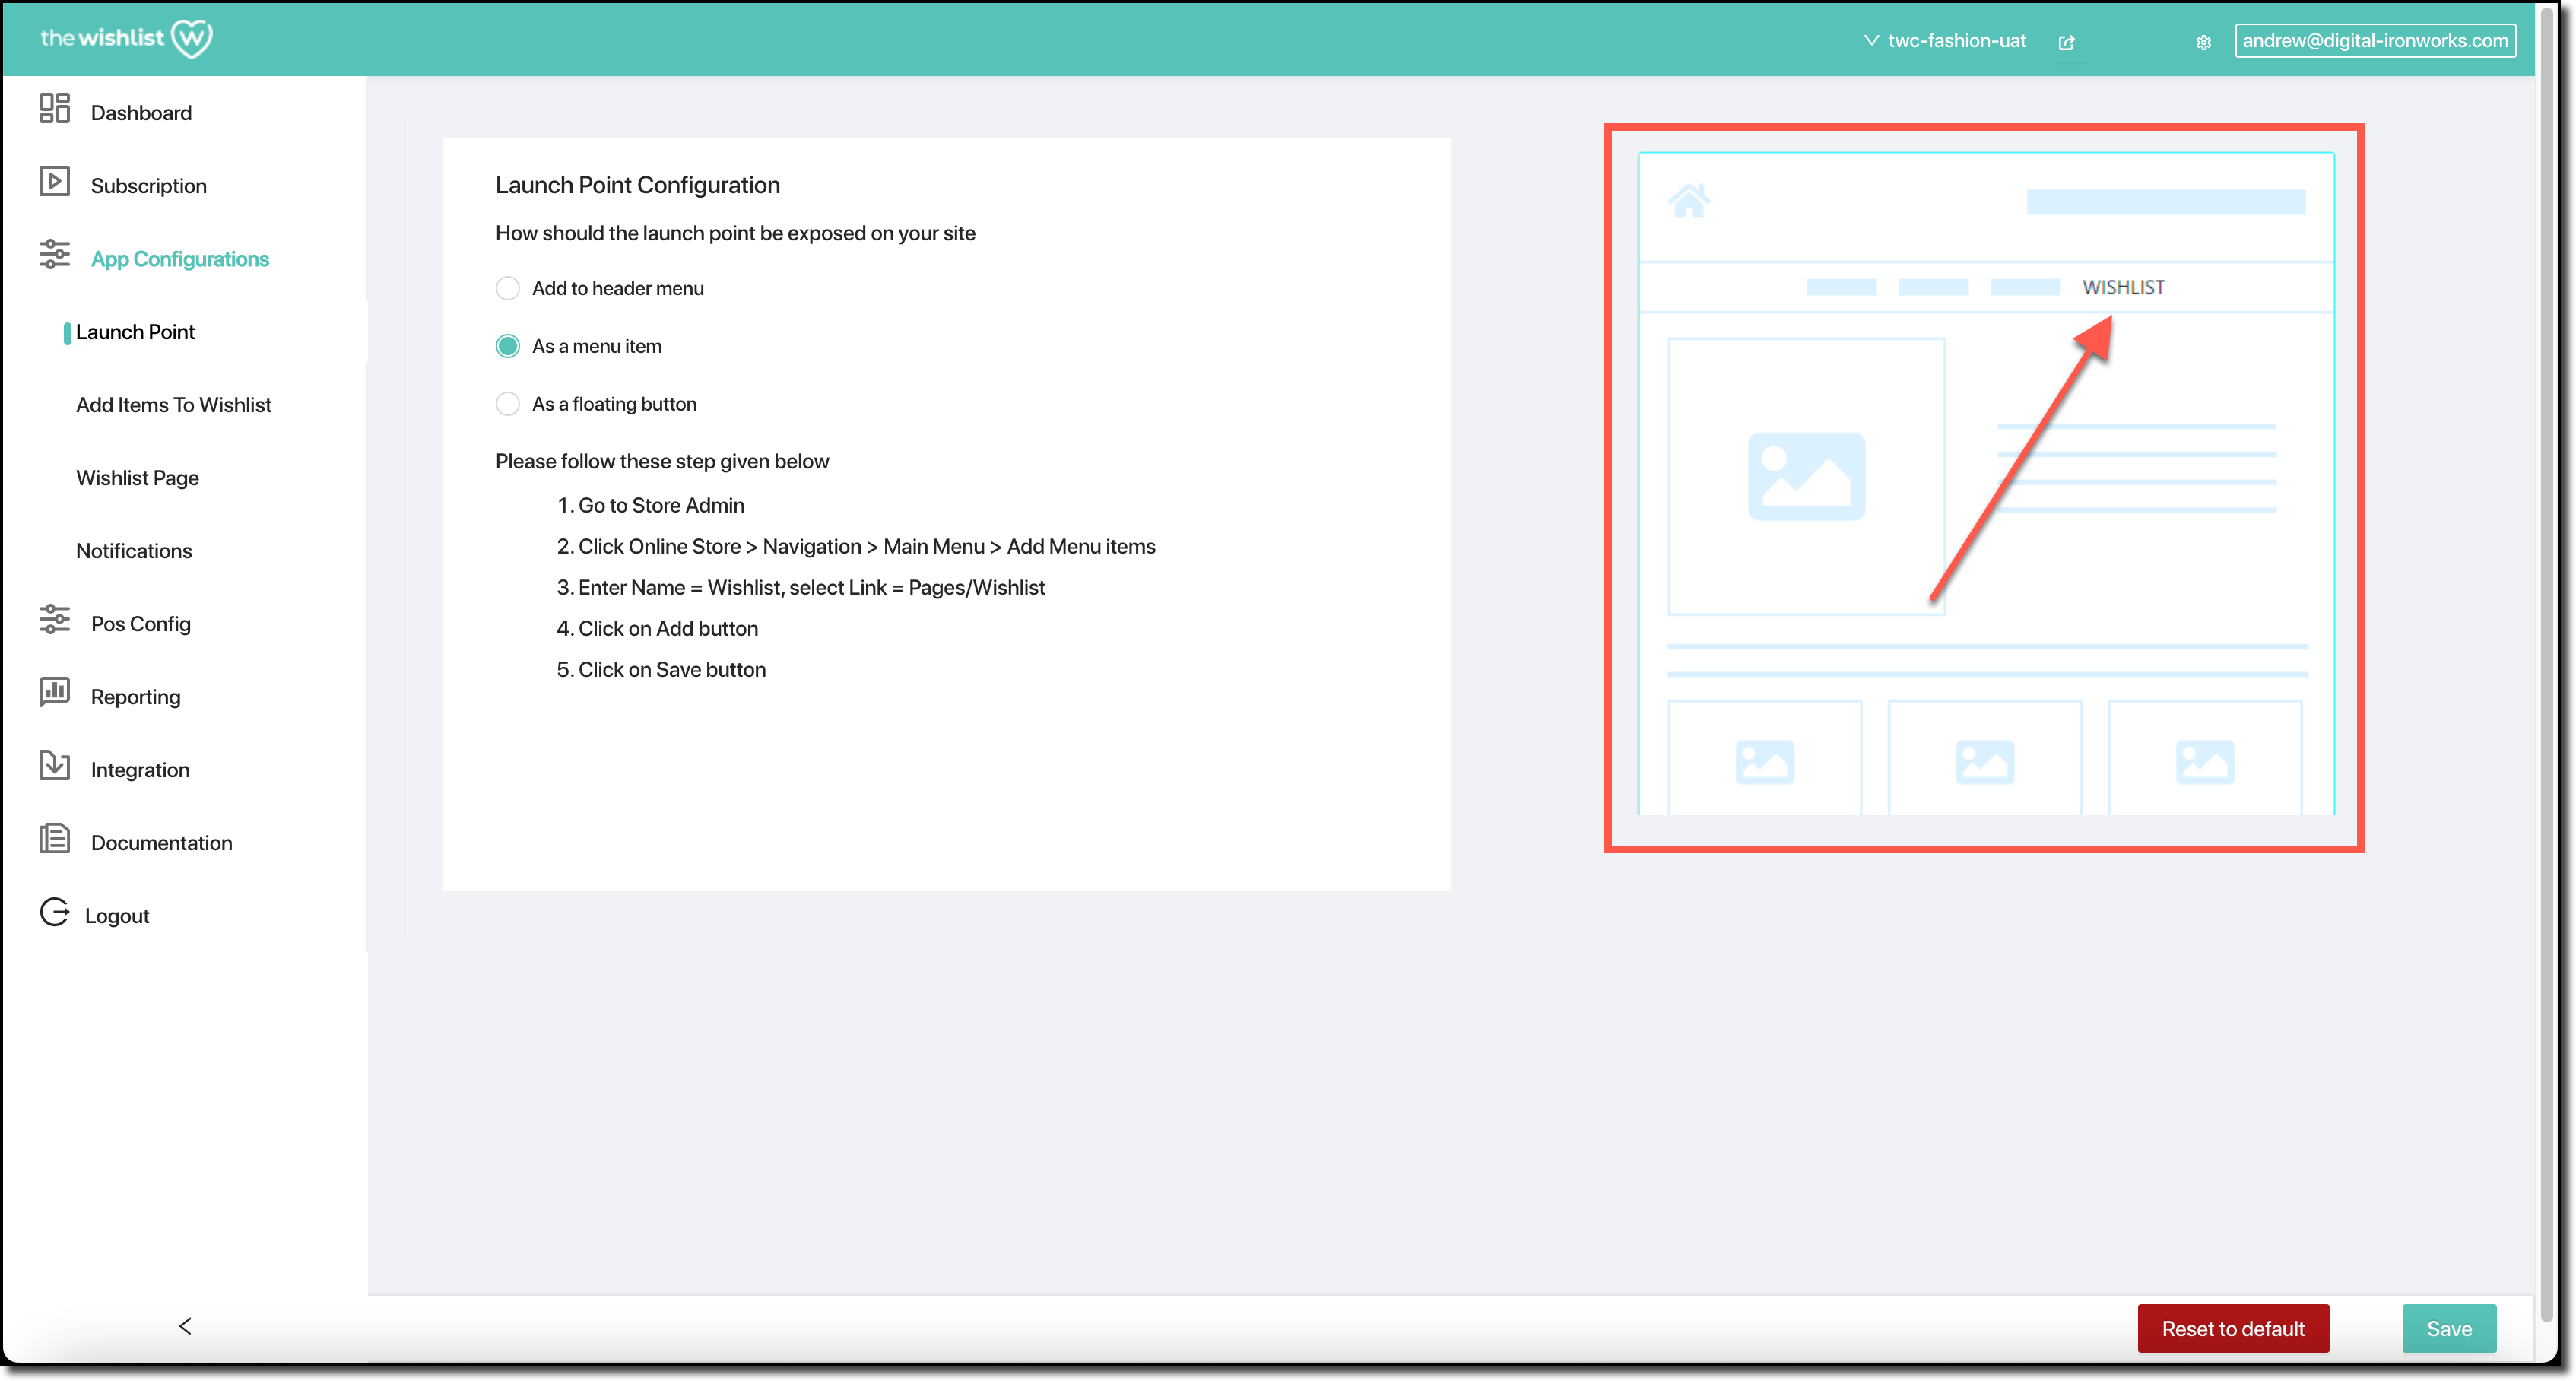 the wishlist W
twc-fashion-uat
andrew@digital-ironworks.com
Dashboard
Subscription
App Configurations
Launch Point
Add Items To Wishlist
Wishlist Page
Notifications
Pos Config
Reporting
Integration
Documentation
Logout
Launch Point Configuration
How should the launch point be exposed on your site
Add to header menu
As a menu item
As a floating button
Please follow these step given below
1. Go to Store Admin
2. Click Online Store > Navigation > Main Menu > Add Menu items
3. Enter Name = Wishlist, select Link = Pages/Wishlist
4. Click on Add button
5. Click on Save button
WISHLIST
Reset to default
Save